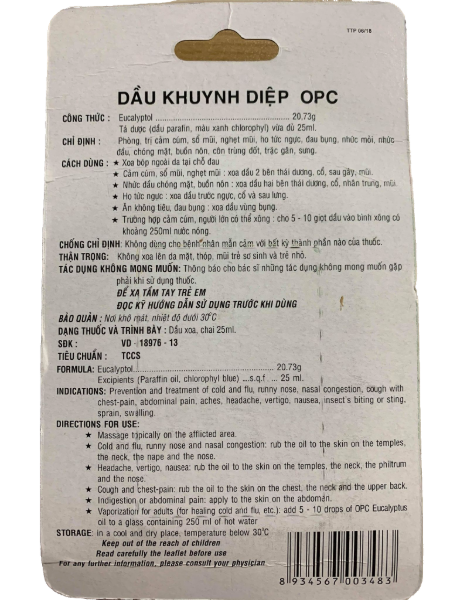 TTP 06/18
DẦU KHUYNH DIỆP OPC
CÔNG THỨC : Eucalyptol ........................................ 20.73g
Tá dược (dầu parafin, màu xanh chlorophyl) vừa đủ 25ml.
CHỈ ĐỊNH : Phòng, trị cảm cúm, sổ mũi, nghẹt mũi, ho tức ngực, đau bụng, nhức mỏi, nhức
đầu, chóng mặt, buồn nôn, côn trùng đốt, trặc gân, sưng.
CÁCH DÙNG : ★ Xoa bóp ngoài da tại chỗ đau
★ Cảm cúm, sổ mũi, nghẹt mũi : xoa dầu 2 bên thái dương, cổ, sau gáy, mũi.
★ Nhức đầu chóng mặt, buồn nôn : xoa dầu hai bên thái dương, cổ, nhân trung, mũi.
★ Ho tức ngực : xoa dầu trước ngực, cổ và sau lưng.
★ Ăn không tiêu, đau bụng : xoa dầu vùng bụng.
★ Trường hợp cảm cúm, người lớn có thể xông : cho 5 - 10 giọt dầu vào bình xông có
khoảng 250ml nước nóng.
CHỐNG CHỈ ĐỊNH: Không dùng cho bệnh nhân mẫn cảm với bất kỳ thành phần nào của thuốc.
THẬN TRỌNG: Không xoa lên da mặt, thóp, mũi trẻ sơ sinh và trẻ nhỏ.
TÁC DỤNG KHÔNG MONG MUỐN: Thông báo cho bác sĩ những tác dụng không mong muốn gặp
phải khi sử dụng thuốc.
ĐỂ XA TẦM TAY TRẺ EM
ĐỌC KỸ HƯỚNG DẪN SỬ DỤNG TRƯỚC KHI DÙNG
BẢO QUẢN : Nơi khô mát, nhiệt độ dưới 30°C
DẠNG THUỐC VÀ TRÌNH BÀY : Dầu xoa, chai 25ml.
SĐK : VD - 18976 - 13
TIÊU CHUẨN : TCCS
FORMULA: Eucalyptol........................................ 20.73g
Excipients (Paraffin oil, chlorophyl blue) ...s.q.f ... 25 ml.
INDICATIONS: Prevention and treatment of cold and flu, runny nose, nasal congestion, cough with
chest-pain, abdominal pain, aches, headache, vertigo, nausea, insect's biting or sting,
sprain, swalling.
DIRECTIONS FOR USE:
★ Massage typically on the afflicted area.
★ Cold and flu, runny nose and nasal congestion: rub the oil to the skin on the temples,
the neck, the nape and the nose.
★ Headache, vertigo, nausea: rub the oil to the skin on the temples, the neck, the philtrum
and the nose.
★ Cough and chest-pain: rub the oil to the skin on the chest, the neck and the upper back.
★ Indigestion or abdominal pain: apply to the skin on the abdomen.
★ Vaporization for adults (for healing cold and flu, etc.): add 5 - 10 drops of OPC Eucalyptus
oil to a glass containing 250 ml of hot water
STORAGE: in a cool and dry place, temperature below 30°C
Keep out of the reach of children
Read carefully the leaflet before use
For any further information, please consult your physician
8 934567 003483